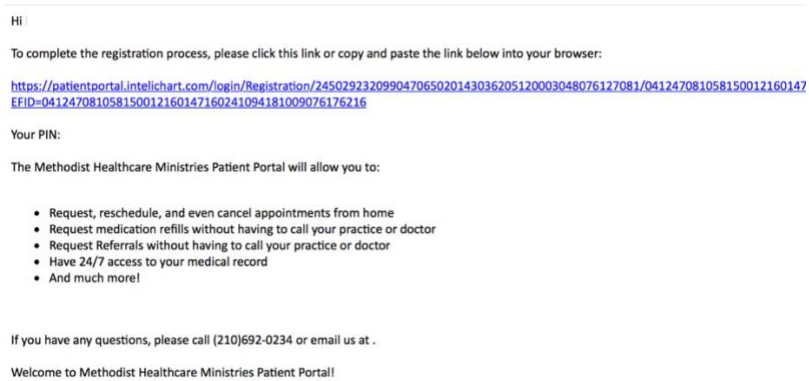 Hi
To complete the registration process, please click this link or copy and paste the link below into your browser:
https://patientportal.intelichart.com/login/Registration/245029232099047065020143036205120003048076127081/041247081058150012160147
EFID=0412470810581500121601471602410941810090761762​16
Your PIN:
The Methodist Healthcare Ministries Patient Portal will allow you to:
• Request, reschedule, and even cancel appointments from home
• Request medication refills without having to call your practice or doctor
• Request Referrals without having to call your practice or doctor
• Have 24/7 access to your medical record
• And much more!
If you have any questions, please call (210)692-0234 or email us at .
Welcome to Methodist Healthcare Ministries Patient Portal!